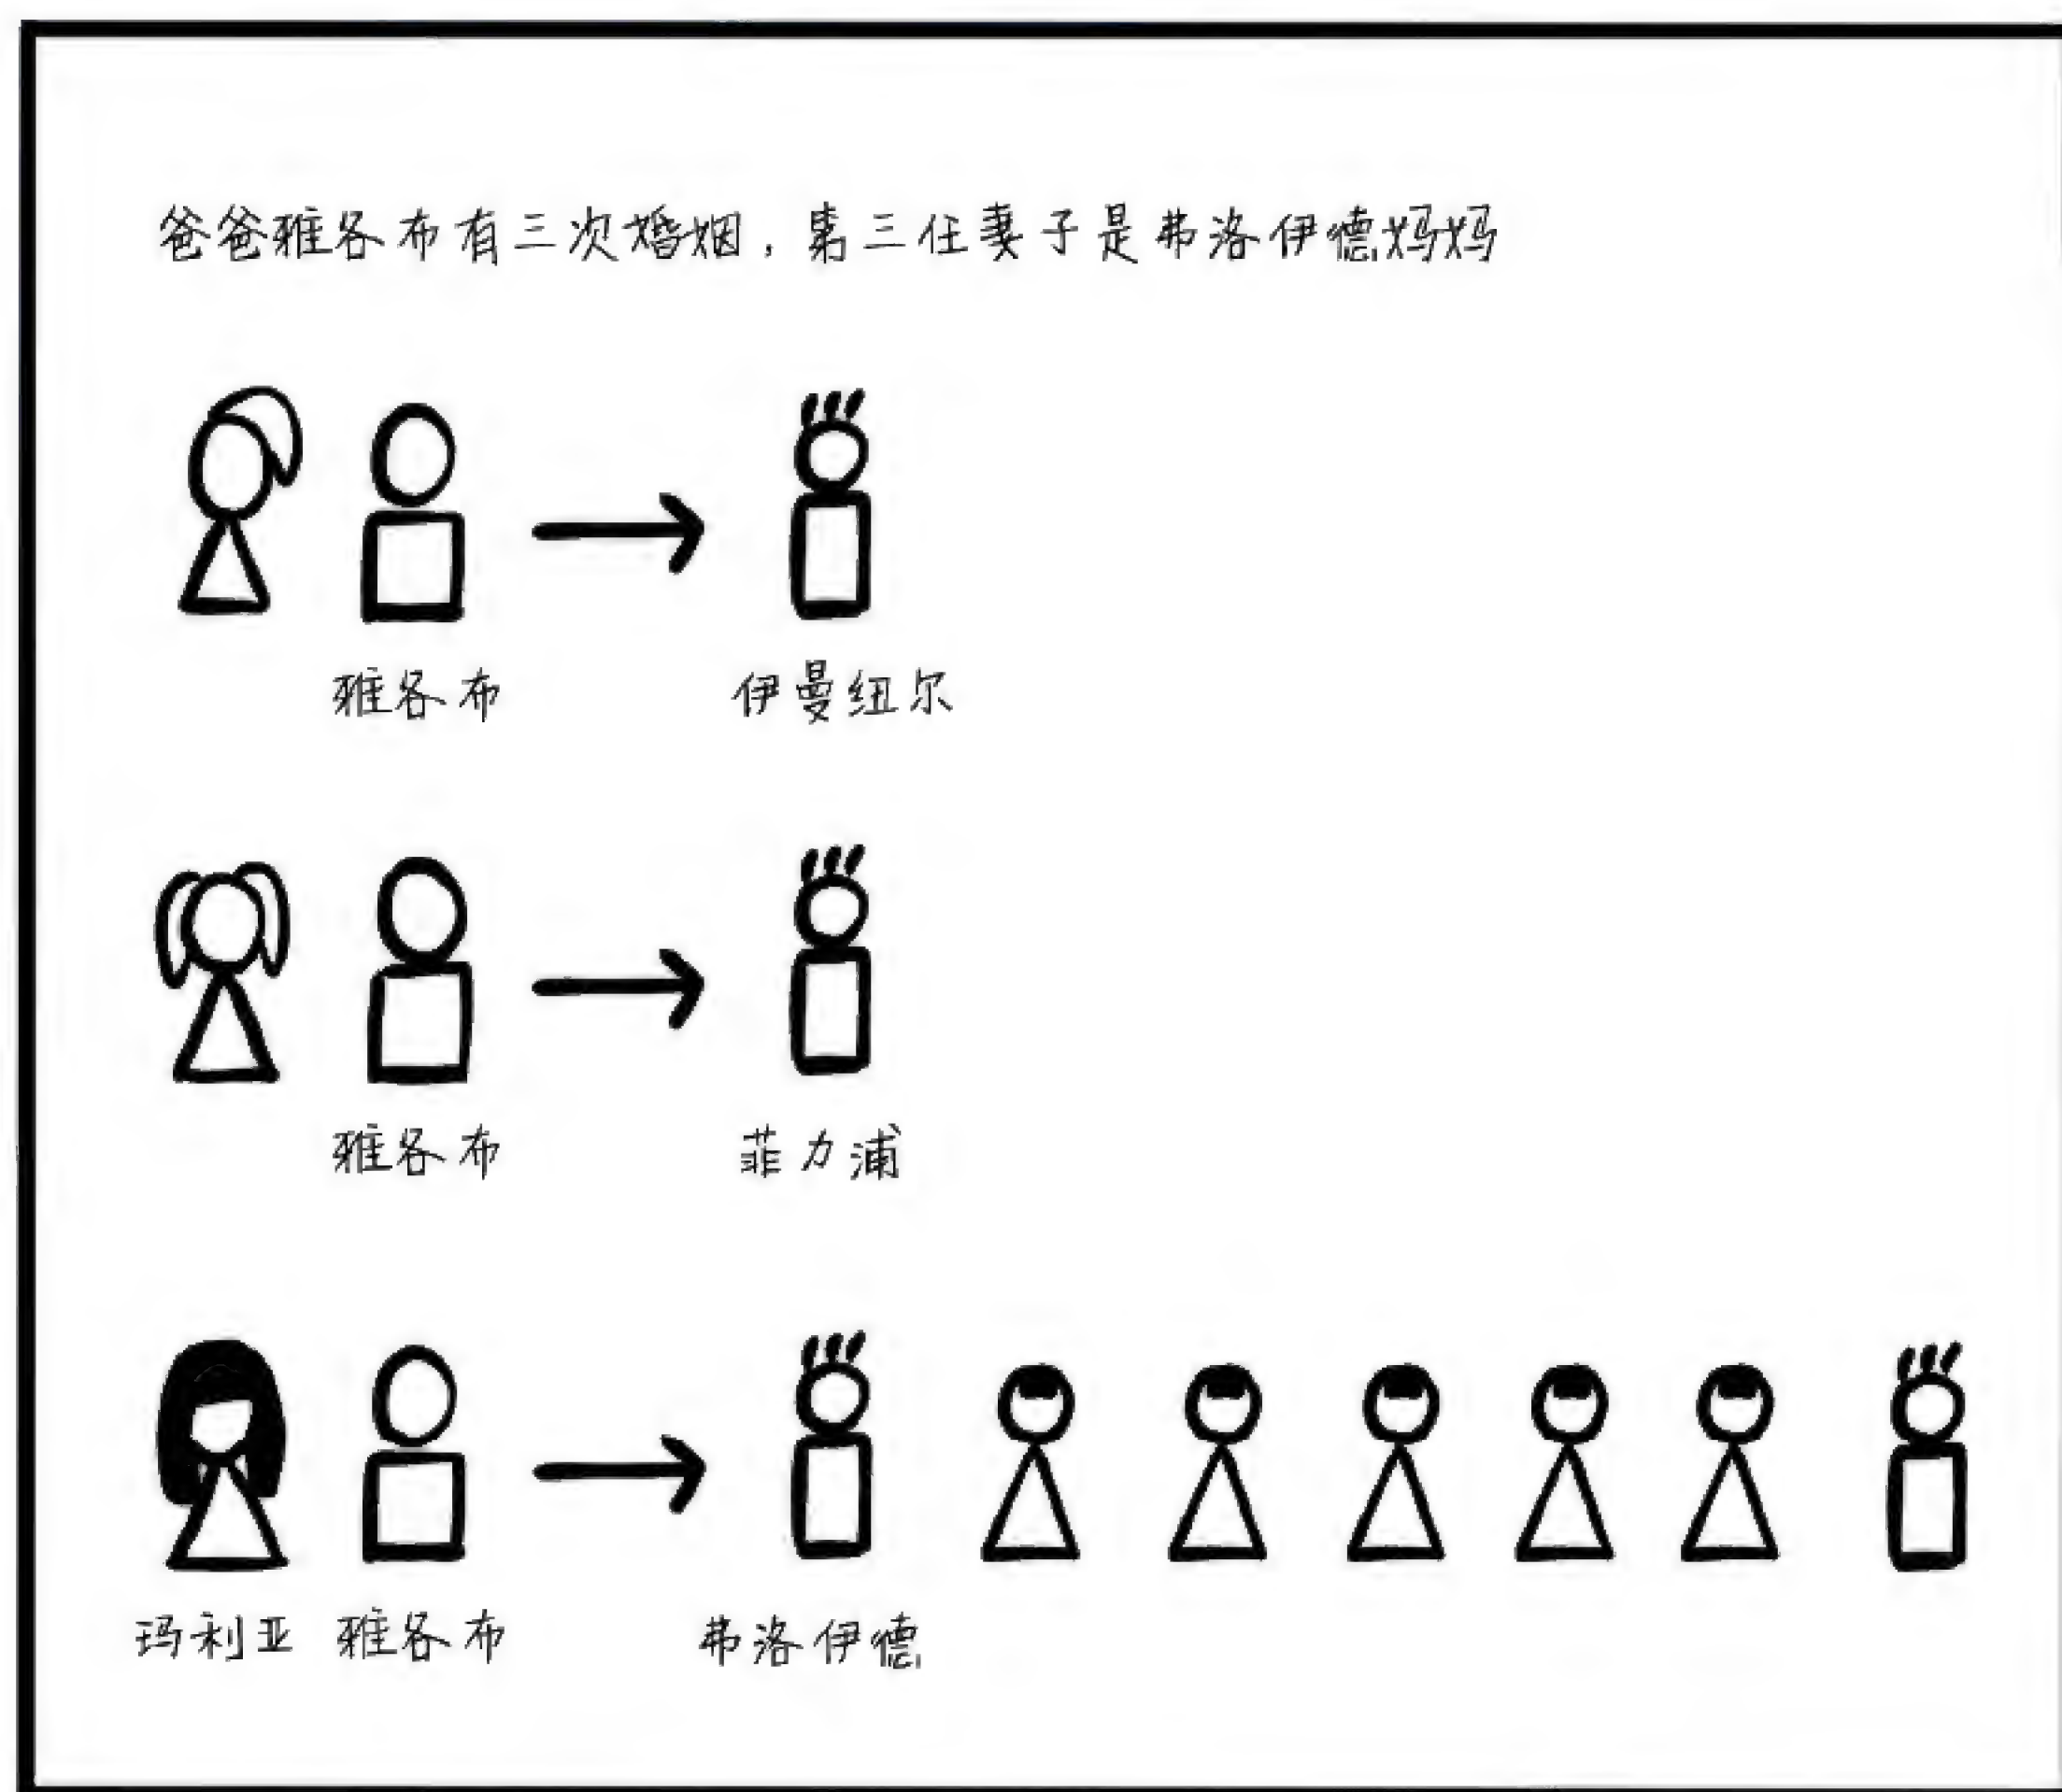 爸爸雅各布有三次婚姻，第三任妻子是弗洛伊德妈妈
雅各布 伊曼纽尔
雅各布 菲力浦
玛利亚 雅各布 弗洛伊德